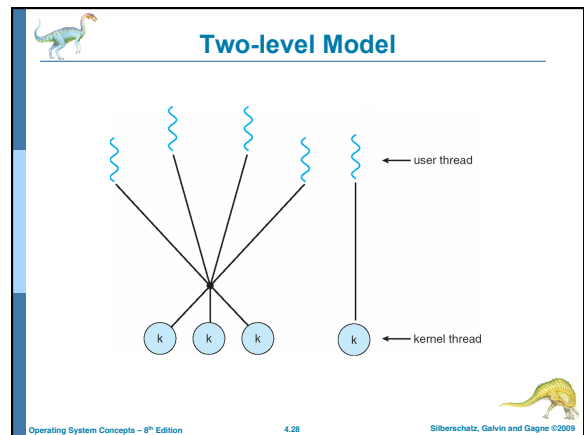 Two-level Model
user thread
k k k k
kernel thread
Operating System Concepts – 8th Edition 4.28 Silberschatz, Galvin and Gagne ©2009